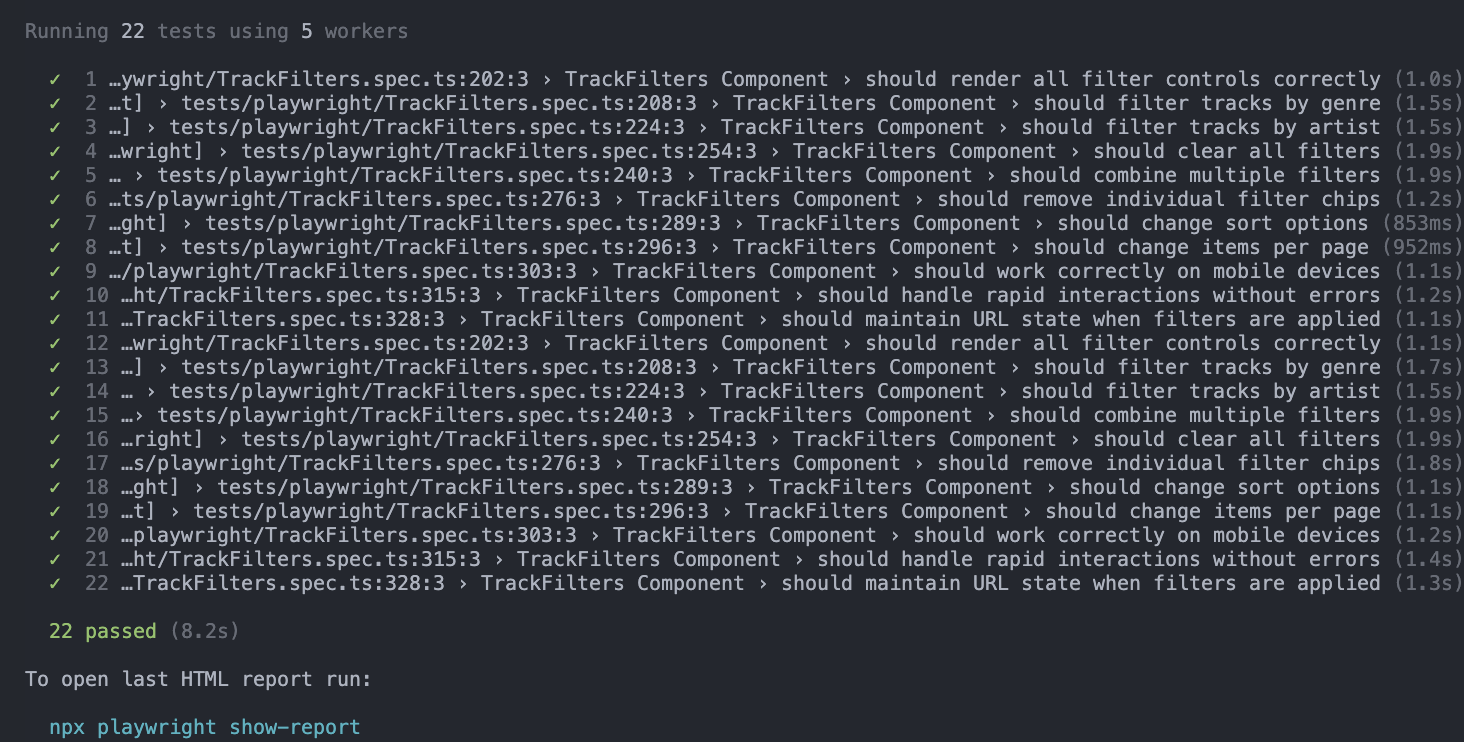 Running 22 tests using 5 workers
✓ 1 …ywright/TrackFilters.spec.ts:202:3 › TrackFilters Component › should render all filter controls correctly (1.0s)
✓ 2 …t] › tests/playwright/TrackFilters.spec.ts:208:3 › TrackFilters Component › should filter tracks by genre (1.5s)
✓ 3 …] › tests/playwright/TrackFilters.spec.ts:224:3 › TrackFilters Component › should filter tracks by artist (1.5s)
✓ 4 …wright] › tests/playwright/TrackFilters.spec.ts:254:3 › TrackFilters Component › should clear all filters (1.9s)
✓ 5 … › tests/playwright/TrackFilters.spec.ts:240:3 › TrackFilters Component › should combine multiple filters (1.9s)
✓ 6 …ts/playwright/TrackFilters.spec.ts:276:3 › TrackFilters Component › should remove individual filter chips (1.2s)
✓ 7 …ght] › tests/playwright/TrackFilters.spec.ts:289:3 › TrackFilters Component › should change sort options (853ms)
✓ 8 …t] › tests/playwright/TrackFilters.spec.ts:296:3 › TrackFilters Component › should change items per page (952ms)
✓ 9 …/playwright/TrackFilters.spec.ts:303:3 › TrackFilters Component › should work correctly on mobile devices (1.1s)
✓ 10 …ht/TrackFilters.spec.ts:315:3 › TrackFilters Component › should handle rapid interactions without errors (1.2s)
✓ 11 …TrackFilters.spec.ts:328:3 › TrackFilters Component › should maintain URL state when filters are applied (1.1s)
✓ 12 …wright/TrackFilters.spec.ts:202:3 › TrackFilters Component › should render all filter controls correctly (1.1s)
✓ 13 …] › tests/playwright/TrackFilters.spec.ts:208:3 › TrackFilters Component › should filter tracks by genre (1.7s)
✓ 14 … › tests/playwright/TrackFilters.spec.ts:224:3 › TrackFilters Component › should filter tracks by artist (1.5s)
✓ 15 …› tests/playwright/TrackFilters.spec.ts:240:3 › TrackFilters Component › should combine multiple filters (1.9s)
✓ 16 …right] › tests/playwright/TrackFilters.spec.ts:254:3 › TrackFilters Component › should clear all filters (1.9s)
✓ 17 …s/playwright/TrackFilters.spec.ts:276:3 › TrackFilters Component › should remove individual filter chips (1.8s)
✓ 18 …ght] › tests/playwright/TrackFilters.spec.ts:289:3 › TrackFilters Component › should change sort options (1.1s)
✓ 19 …t] › tests/playwright/TrackFilters.spec.ts:296:3 › TrackFilters Component › should change items per page (1.1s)
✓ 20 …playwright/TrackFilters.spec.ts:303:3 › TrackFilters Component › should work correctly on mobile devices (1.2s)
✓ 21 …ht/TrackFilters.spec.ts:315:3 › TrackFilters Component › should handle rapid interactions without errors (1.4s)
✓ 22 …TrackFilters.spec.ts:328:3 › TrackFilters Component › should maintain URL state when filters are applied (1.3s)
22 passed (8.2s)
To open last HTML report run:
npx playwright show-report